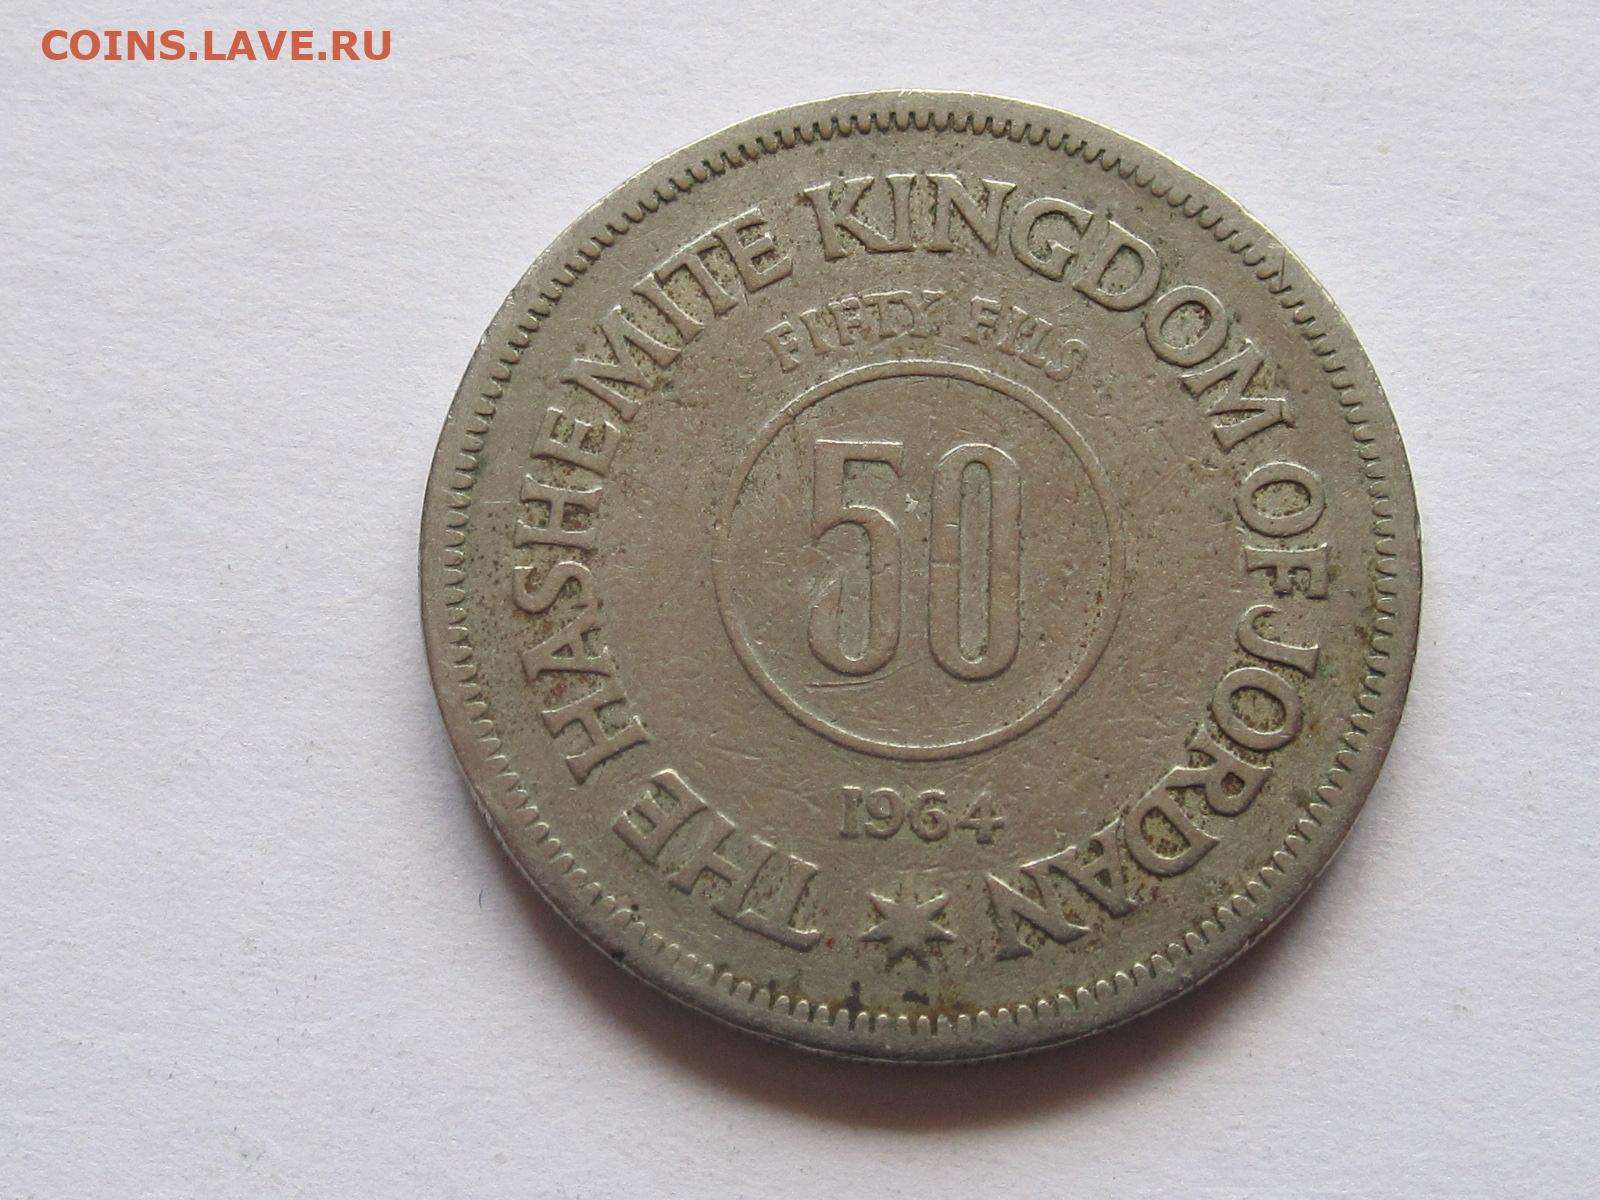 COINS.LAVE.RU
THE HASHEMITE KINGDOM OF JORDAN
FIFTY FILS
50
1964